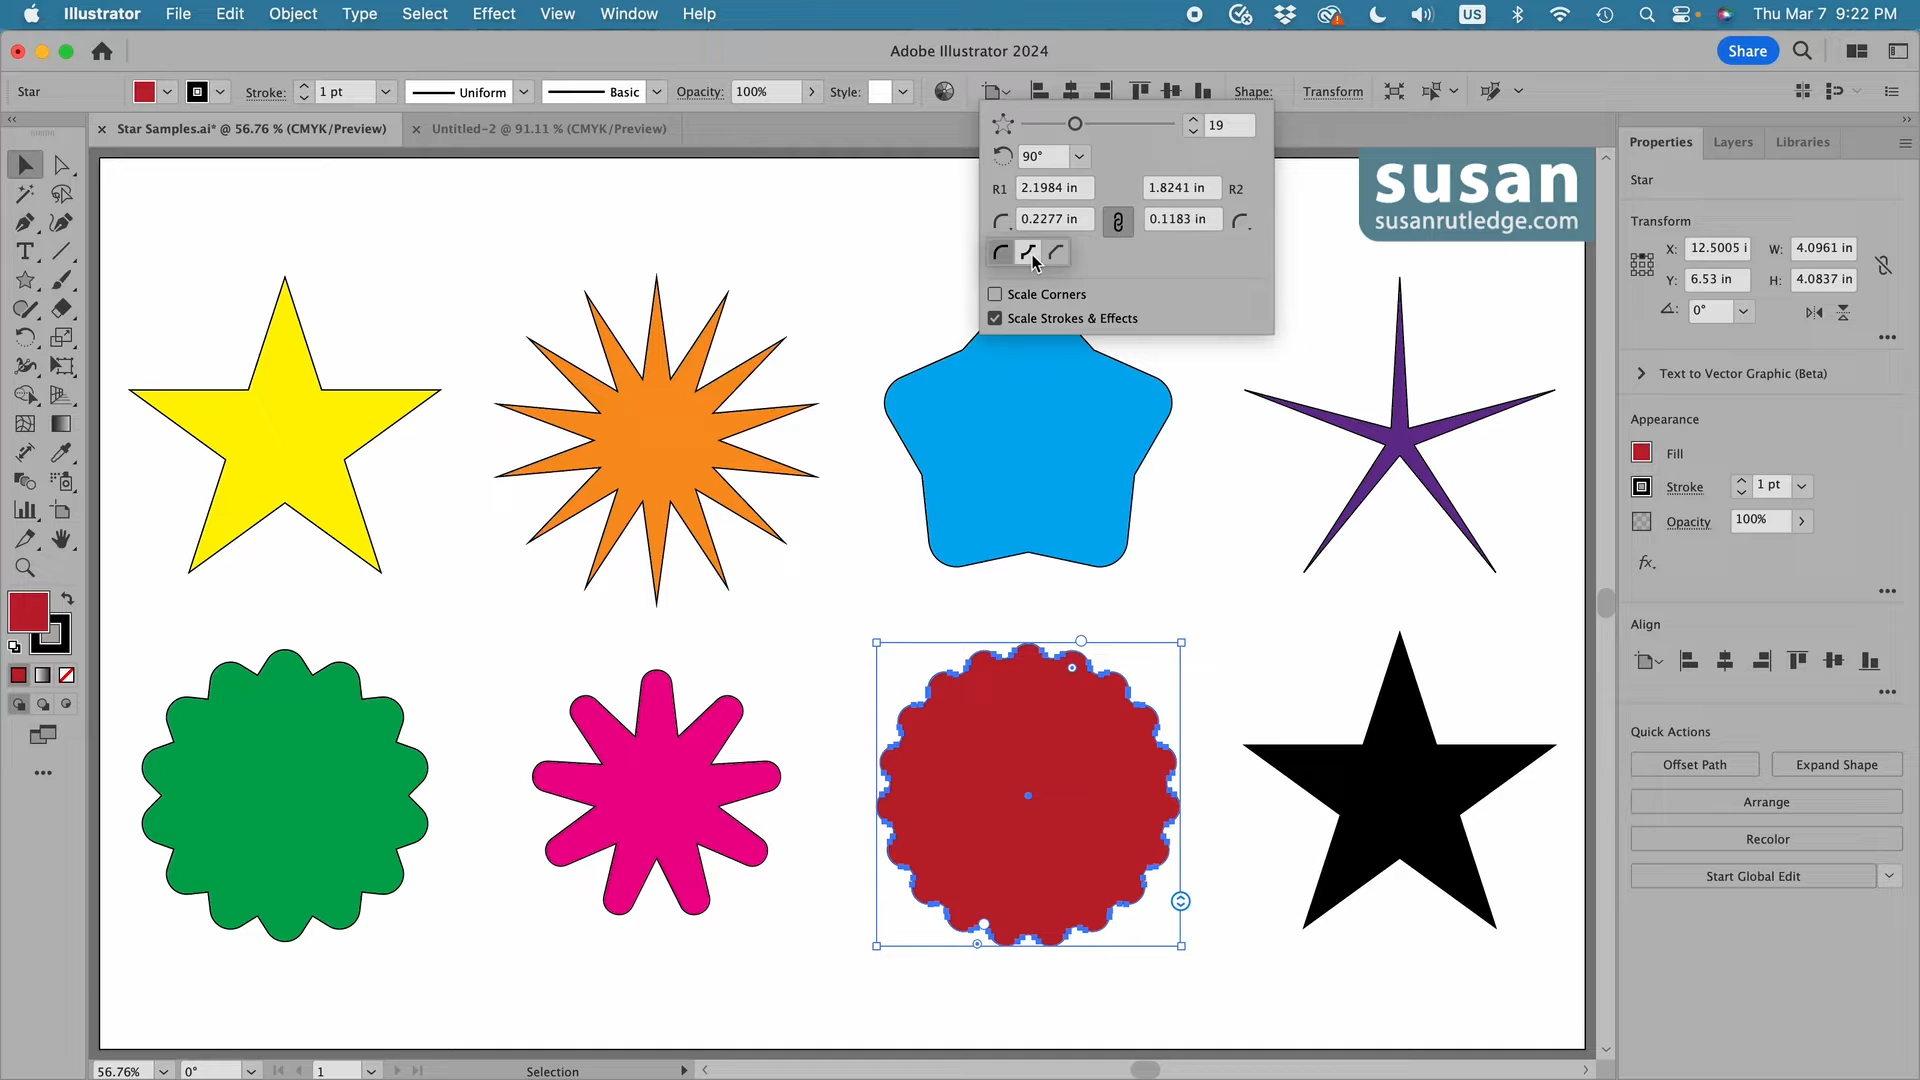 Illustrator File Edit Object Type Select Effect View Window Help US Thu Mar 7 9:22 PM
Adobe Illustrator 2024 Share
Star Stroke: 1 pt Uniform Basic Opacity: 100% Style: Shape: Transform
× Star Samples.ai* @ 56.76 % (CMYK/Preview) × Untitled-2 @ 91.11 % (CMYK/Preview)
19
90°
R1 2.1984 in 1.8241 in R2
0.2277 in 0.1183 in
Scale Corners
Scale Strokes & Effects
susan
susanrutledge.com
Properties Layers Libraries
Star
Transform
X: 12.5005 i W: 4.0961 in
Y: 6.53 in H: 4.0837 in
0°
Text to Vector Graphic (Beta)
Appearance
Fill
Stroke 1 pt
Opacity 100%
fx.
Align
Quick Actions
Offset Path Expand Shape
Arrange
Recolor
Start Global Edit
56.76% 0° 1 Selection